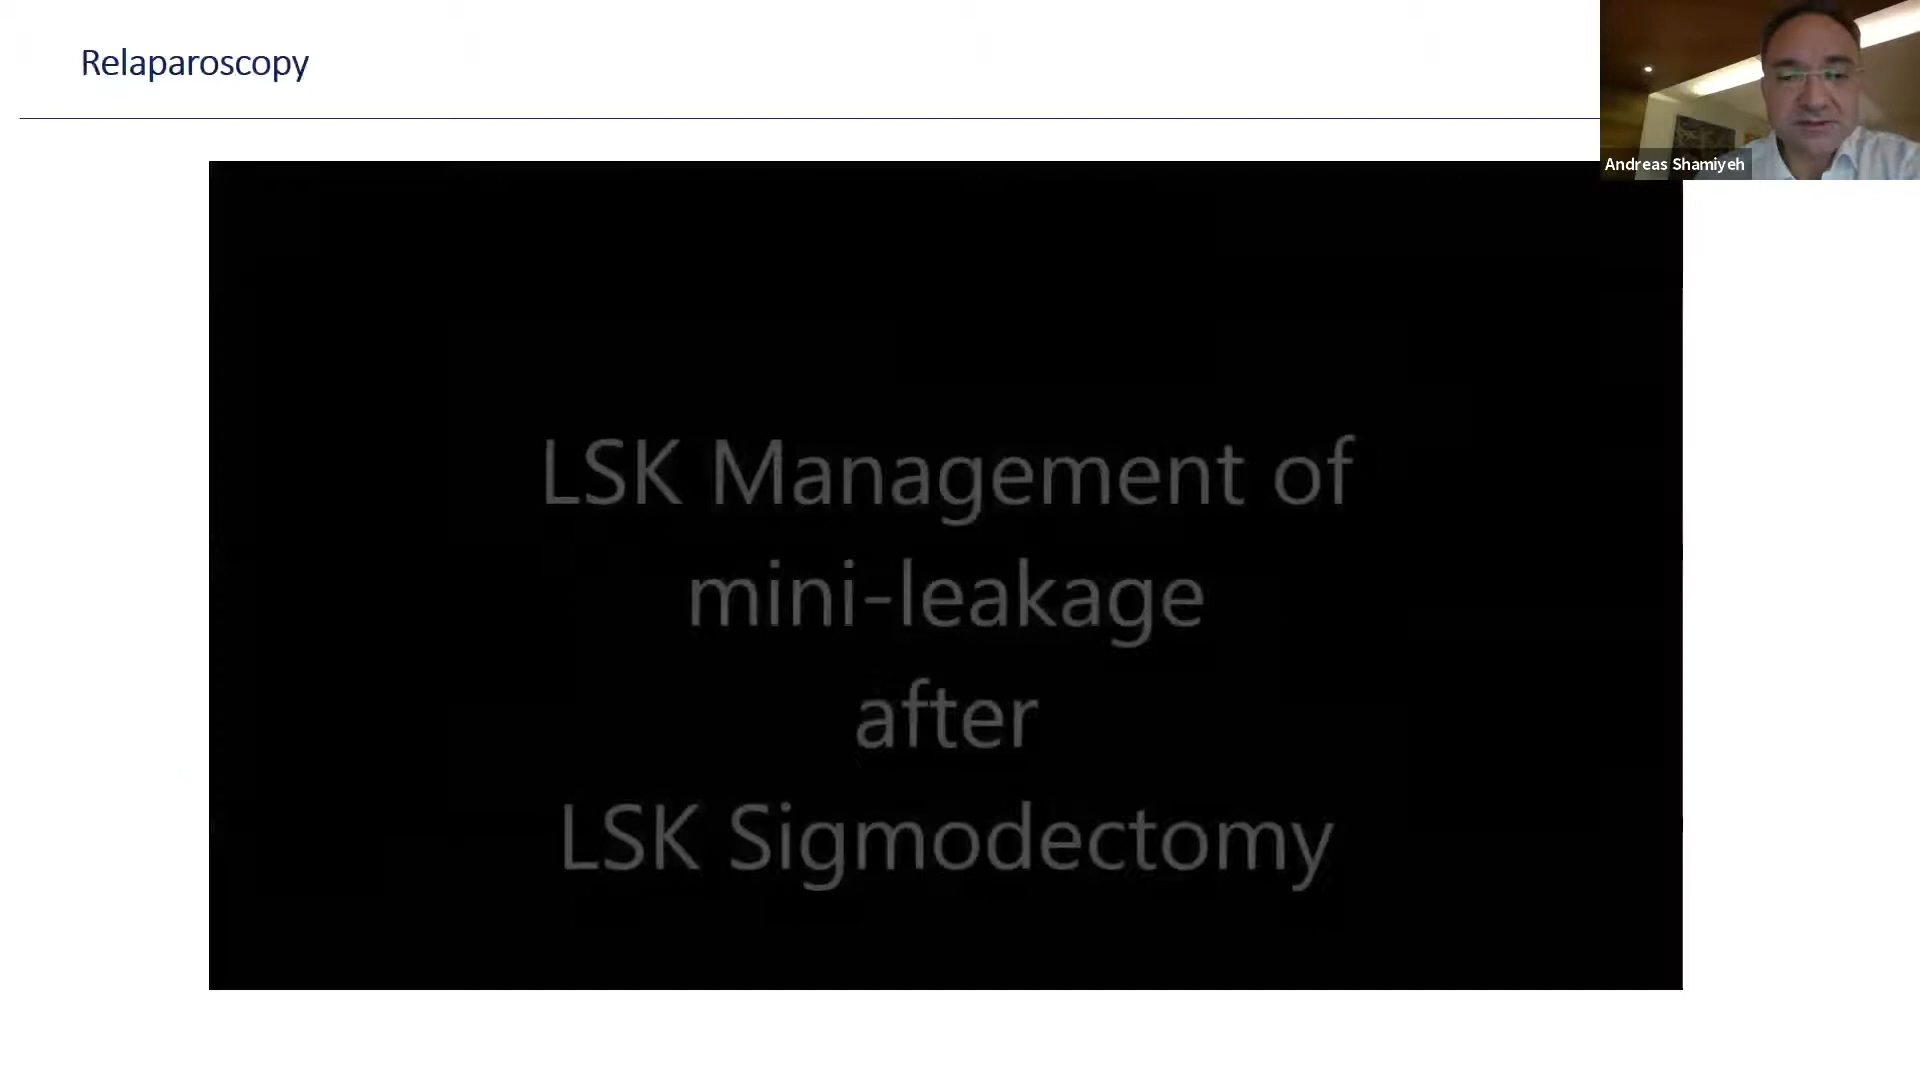 Relaparoscopy
Andreas Shamiyeh
LSK Management of
mini-leakage
after
LSK Sigmodectomy